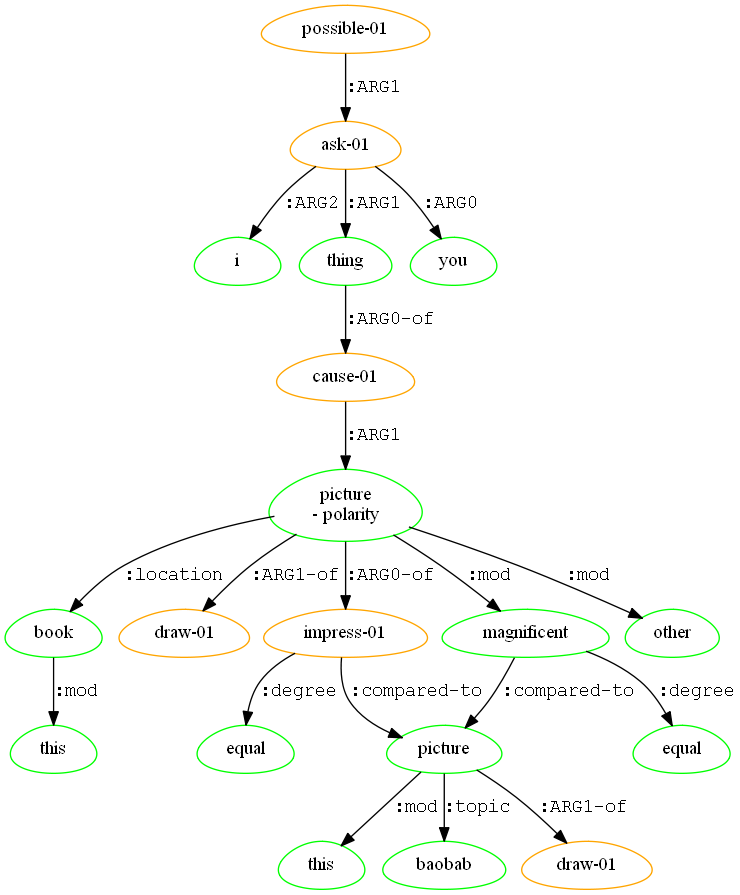 possible-01
:ARG1
ask-01
:ARG2 :ARG1 :ARG0
i thing you
:ARG0-of
cause-01
:ARG1
picture
- polarity
:location :ARG1-of :ARG0-of :mod :mod
book draw-01 impress-01 magnificent other
:mod :degree :compared-to :compared-to :degree
this equal picture equal
:mod :topic :ARG1-of
this baobab draw-01